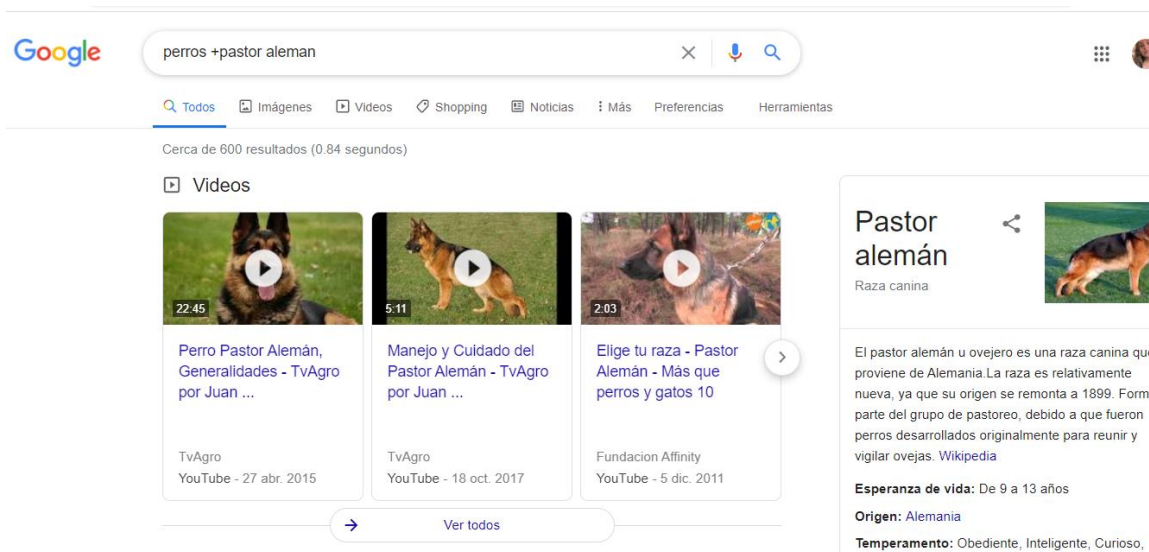 Google
perros +pastor aleman
Todos Imágenes Videos Shopping Noticias Más Preferencias Herramientas
Cerca de 600 resultados (0.84 segundos)
Videos
22:45
Perro Pastor Alemán,
Generalidades - TvAgro
por Juan ...
TvAgro
YouTube - 27 abr. 2015
5:11
Manejo y Cuidado del
Pastor Alemán - TvAgro
por Juan ...
TvAgro
YouTube - 18 oct. 2017
2:03
Elige tu raza - Pastor
Alemán - Más que
perros y gatos 10
Fundacion Affinity
YouTube - 5 dic. 2011
Ver todos
Pastor
alemán
Raza canina
El pastor alemán u ovejero es una raza canina que
proviene de Alemania.La raza es relativamente
nueva, ya que su origen se remonta a 1899. Form
parte del grupo de pastoreo, debido a que fueron
perros desarrollados originalmente para reunir y
vigilar ovejas. Wikipedia
Esperanza de vida: De 9 a 13 años
Origen: Alemania
Temperamento: Obediente, Inteligente, Curioso,